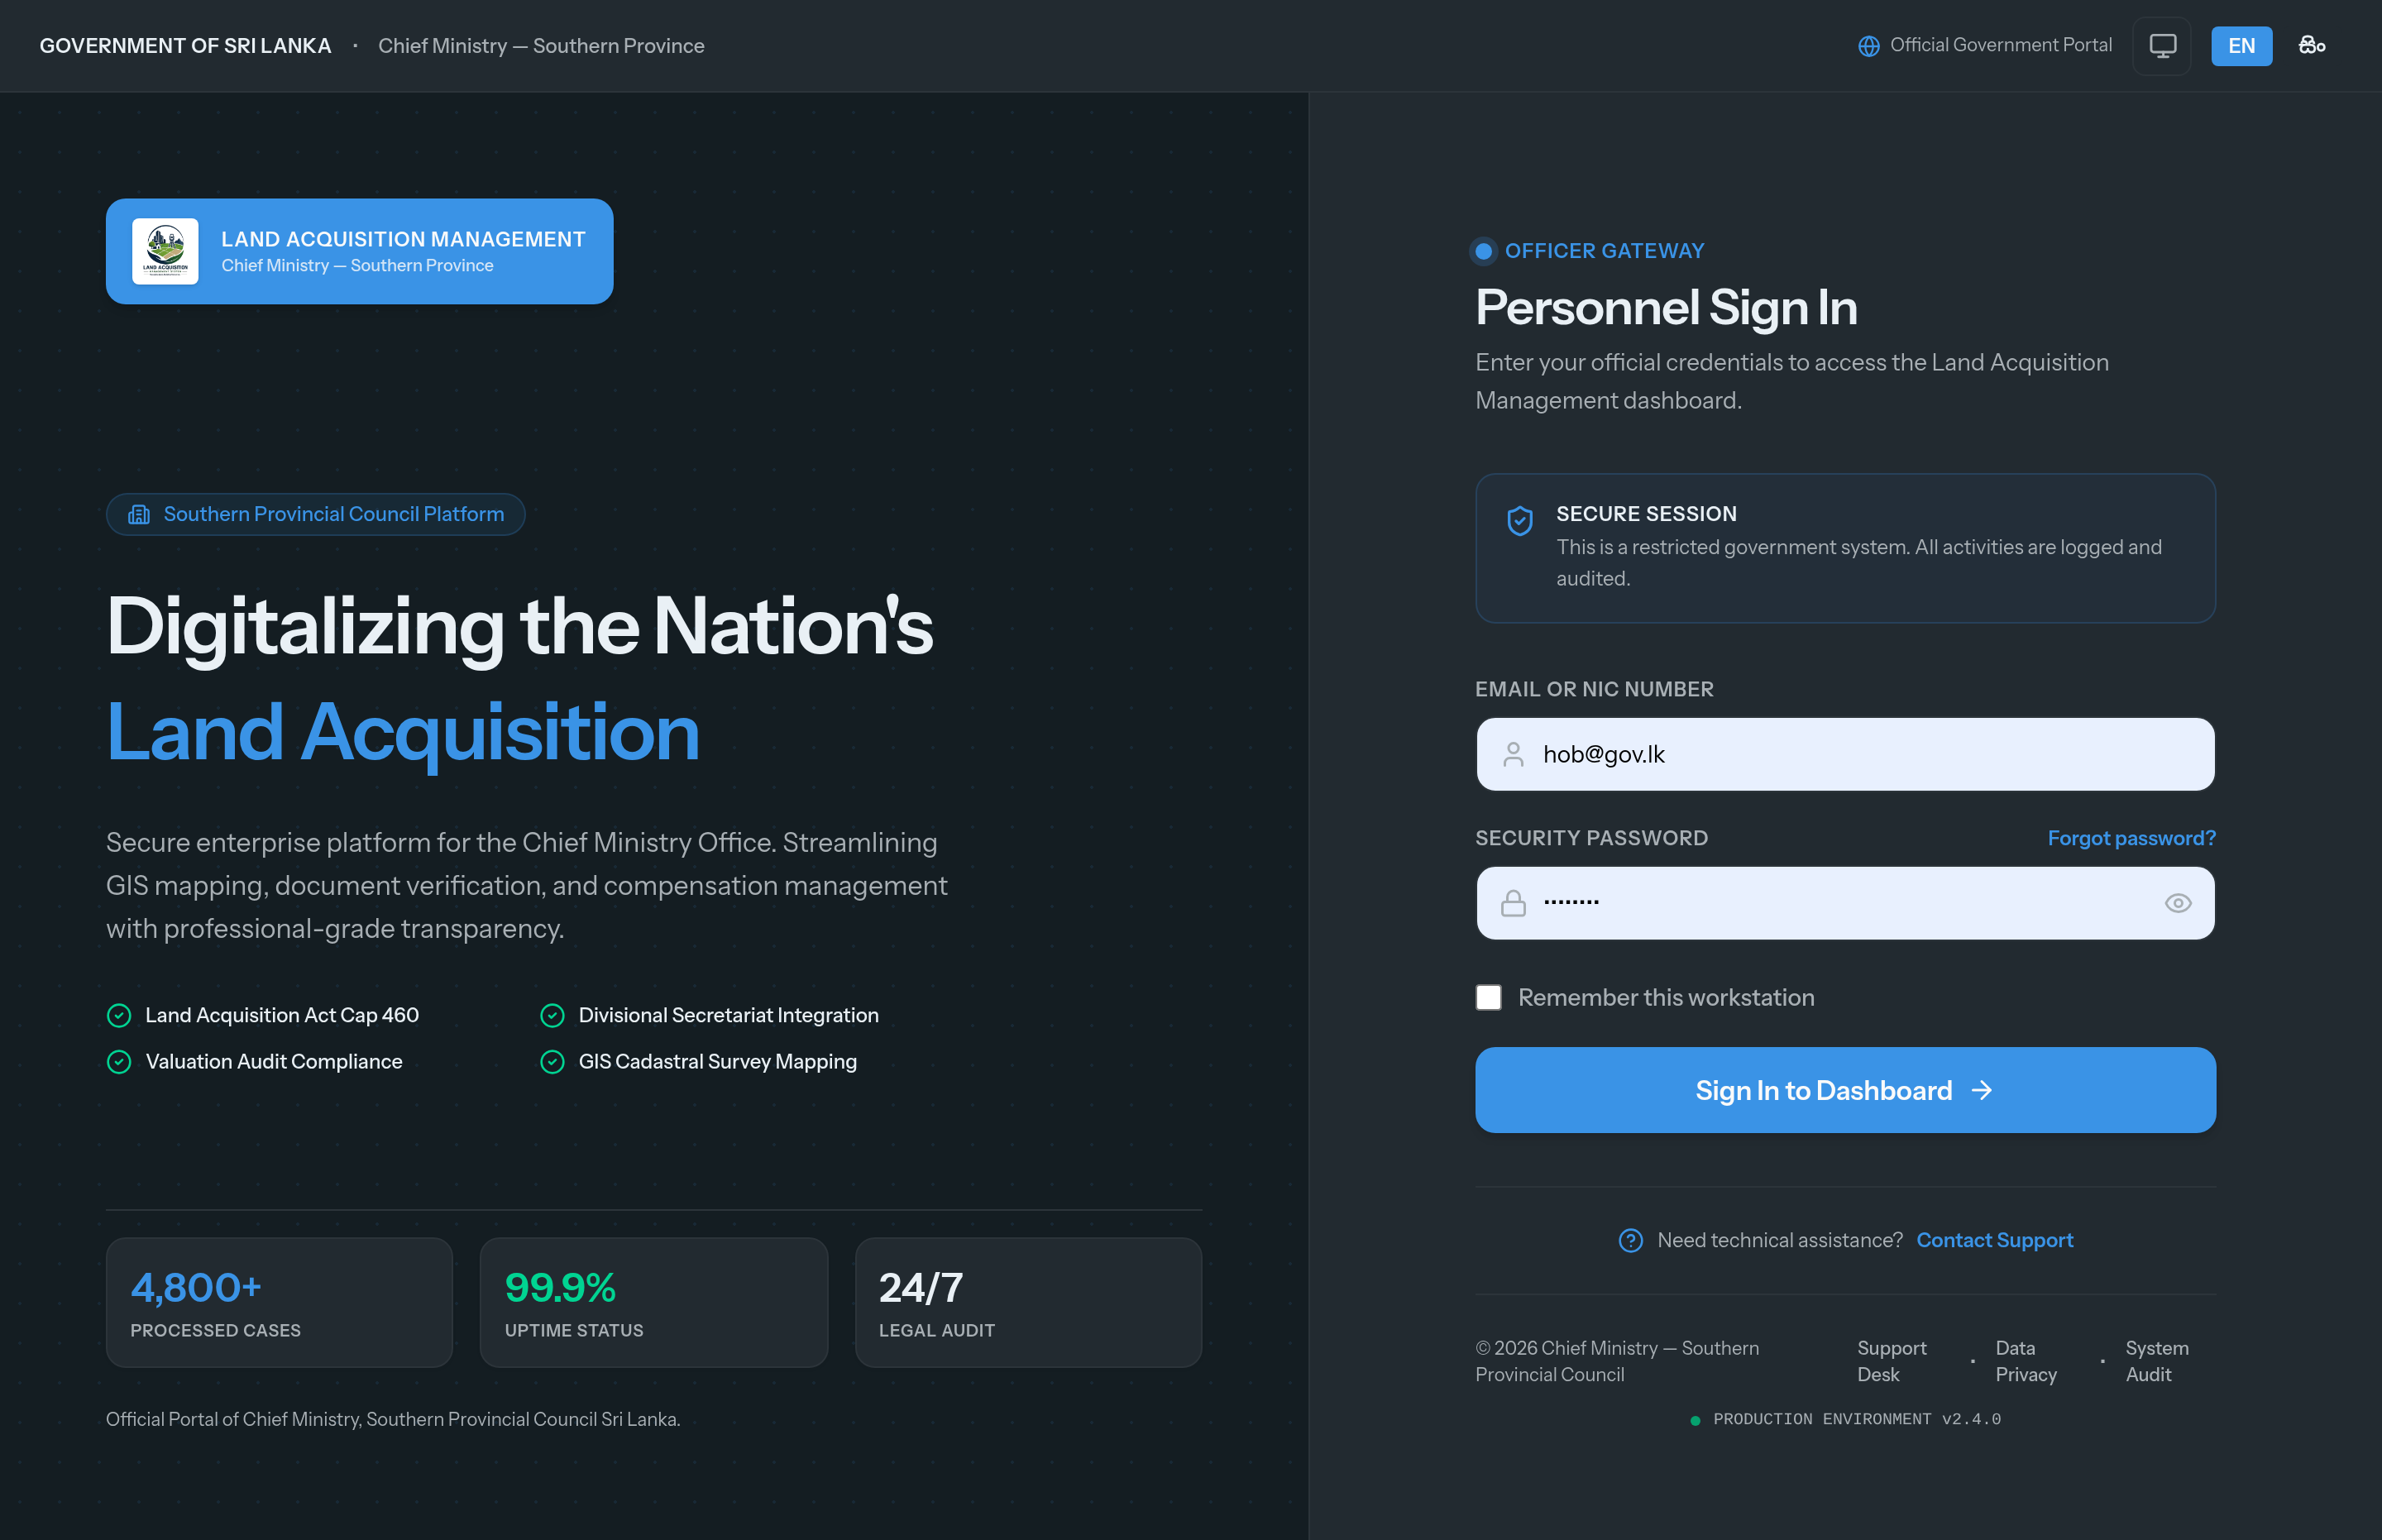 GOVERNMENT OF SRI LANKA · Chief Ministry — Southern Province
Official Government Portal
EN
සිං
LAND ACQUISITION MANAGEMENT
Chief Ministry — Southern Province
LAND ACQUISITION
Southern Provincial Council Platform
Digitalizing the Nation's
Land Acquisition
Secure enterprise platform for the Chief Ministry Office. Streamlining
GIS mapping, document verification, and compensation management
with professional-grade transparency.
Land Acquisition Act Cap 460
Divisional Secretariat Integration
Valuation Audit Compliance
GIS Cadastral Survey Mapping
4,800+
PROCESSED CASES
99.9%
UPTIME STATUS
24/7
LEGAL AUDIT
Official Portal of Chief Ministry, Southern Provincial Council Sri Lanka.
OFFICER GATEWAY
Personnel Sign In
Enter your official credentials to access the Land Acquisition
Management dashboard.
SECURE SESSION
This is a restricted government system. All activities are logged and
audited.
EMAIL OR NIC NUMBER
hob@gov.lk
SECURITY PASSWORD
Forgot password?
••••••••
Remember this workstation
Sign In to Dashboard →
Need technical assistance? Contact Support
© 2026 Chief Ministry — Southern
Provincial Council
Support
Desk
·
Data
Privacy
·
System
Audit
PRODUCTION ENVIRONMENT v2.4.0